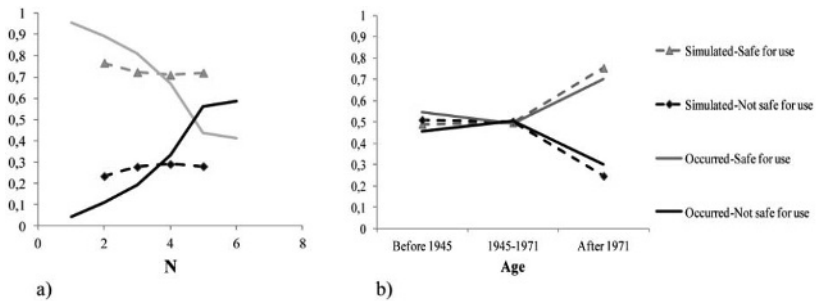 1
0,9
0,8
0,7
0,6
0,5
0,4
0,3
0,2
0,1
0
0 2 4 6 8
N
a)
1
0,9
0,8
0,7
0,6
0,5
0,4
0,3
0,2
0,1
0
Before 1945 1945-1971 After 1971
Age
b)
Simulated-Safe for use
Simulated-Not safe for use
Occurred-Safe for use
Occurred-Not safe for use